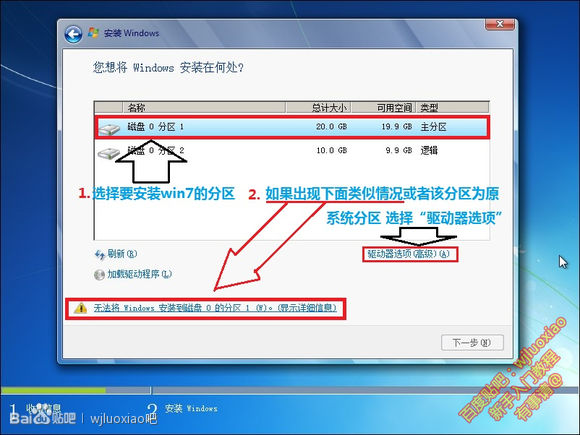 安装 Windows
您想将 Windows 安装在何处?
名称 总计大小 可用空间 类型
磁盘 0 分区 1 20.0 GB 19.9 GB 主分区
磁盘 0 分区 2 10.0 GB 9.9 GB 逻辑
1.选择要安装win7的分区
2. 如果出现下面类似情况或者该分区为原
系统分区 选择“驱动器选项”
刷新(R)
驱动器选项(高级)(A)
加载驱动程序(L)
无法将 Windows 安装到磁盘 0 的分区 1 (W)。(显示详细信息)
下一步(N)
百度贴吧:wjluoxiao
新手入门教程
有事请@
1 收集信息
2 安装 Windows
Bai du 贴吧 | wjluoxiao吧